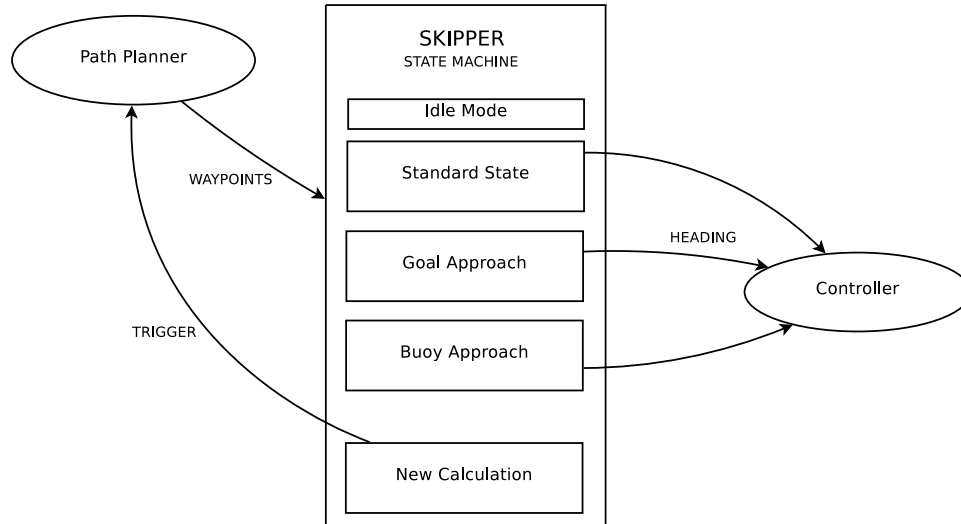 Path Planner
SKIPPER
STATE MACHINE
Idle Mode
Standard State
WAYPOINTS
Goal Approach
HEADING
Controller
TRIGGER
Buoy Approach
New Calculation